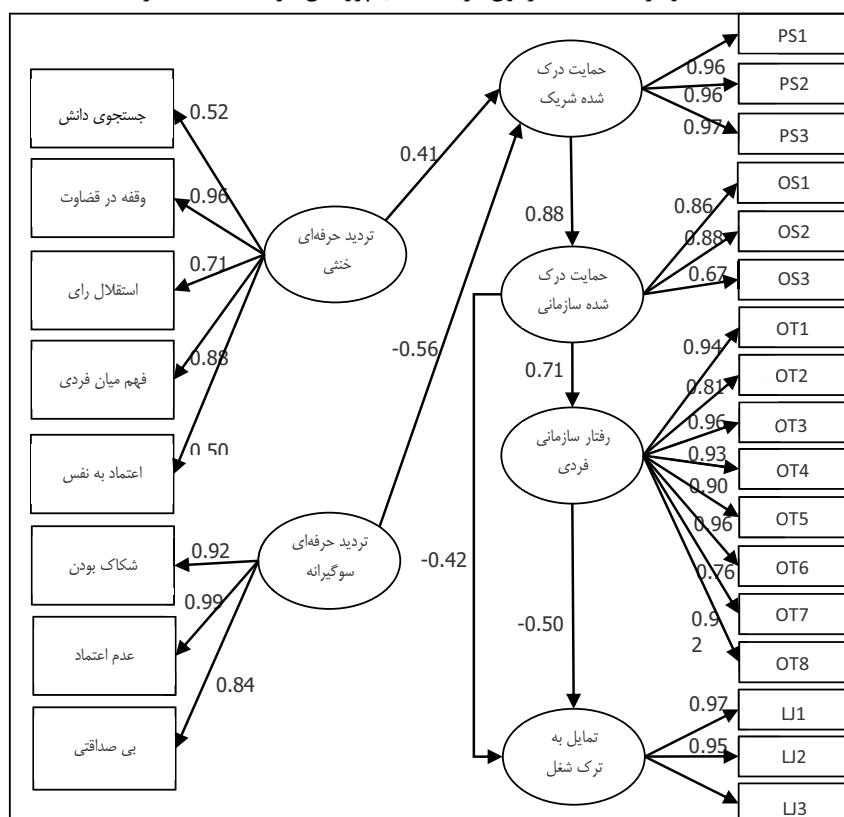 جستجوی دانش
وقفه در قضاوت
استقلال رای
فهم میان فردی
اعتماد به نفس
شکاک بودن
عدم اعتماد
بی صداقتی
0.52
0.96
0.71
0.88
0.50
0.92
0.99
0.84
تردید حرفه‌ای
خنثی
تردید حرفه‌ای
سوگیرانه
0.41
-0.56
حمایت درک
شده شریک
0.88
حمایت درک
شده سازمانی
0.71
رفتار سازمانی
فردی
-0.42
-0.50
تمایل به
ترک شغل
0.96
0.96
0.97
0.86
0.88
0.67
0.94
0.81
0.96
0.93
0.90
0.96
0.76
0.9
2
0.97
0.95
PS1
PS2
PS3
OS1
OS2
OS3
OT1
OT2
OT3
OT4
OT5
OT6
OT7
OT8
LJ1
LJ2
LJ3